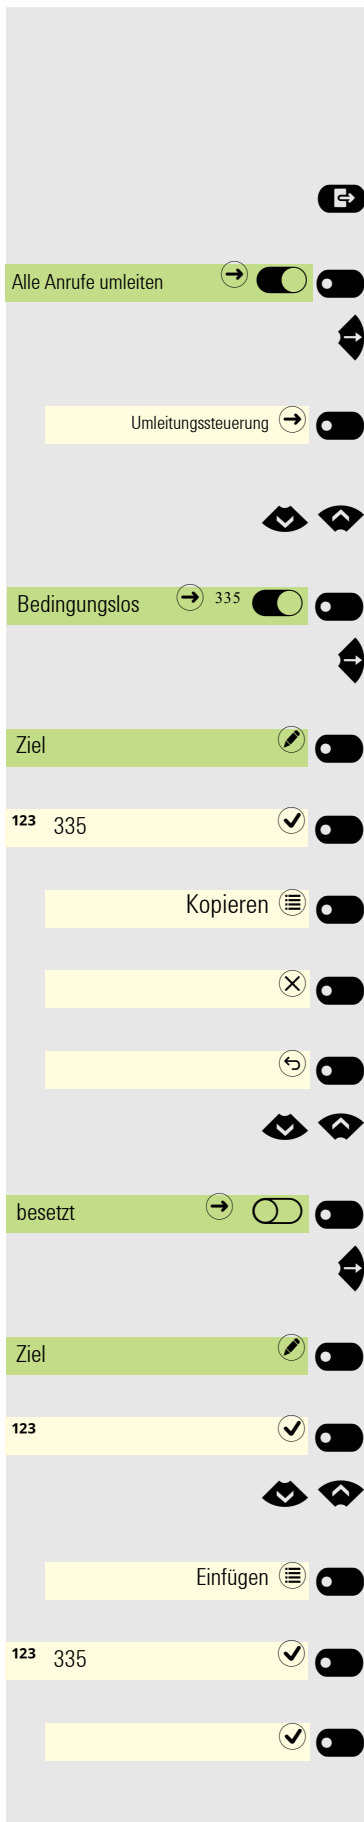 Alle Anrufe umleiten
Umleitungssteuerung
Bedingungslos 335
Ziel
123 335
Kopieren
besetzt
Ziel
123
Einfügen
123 335